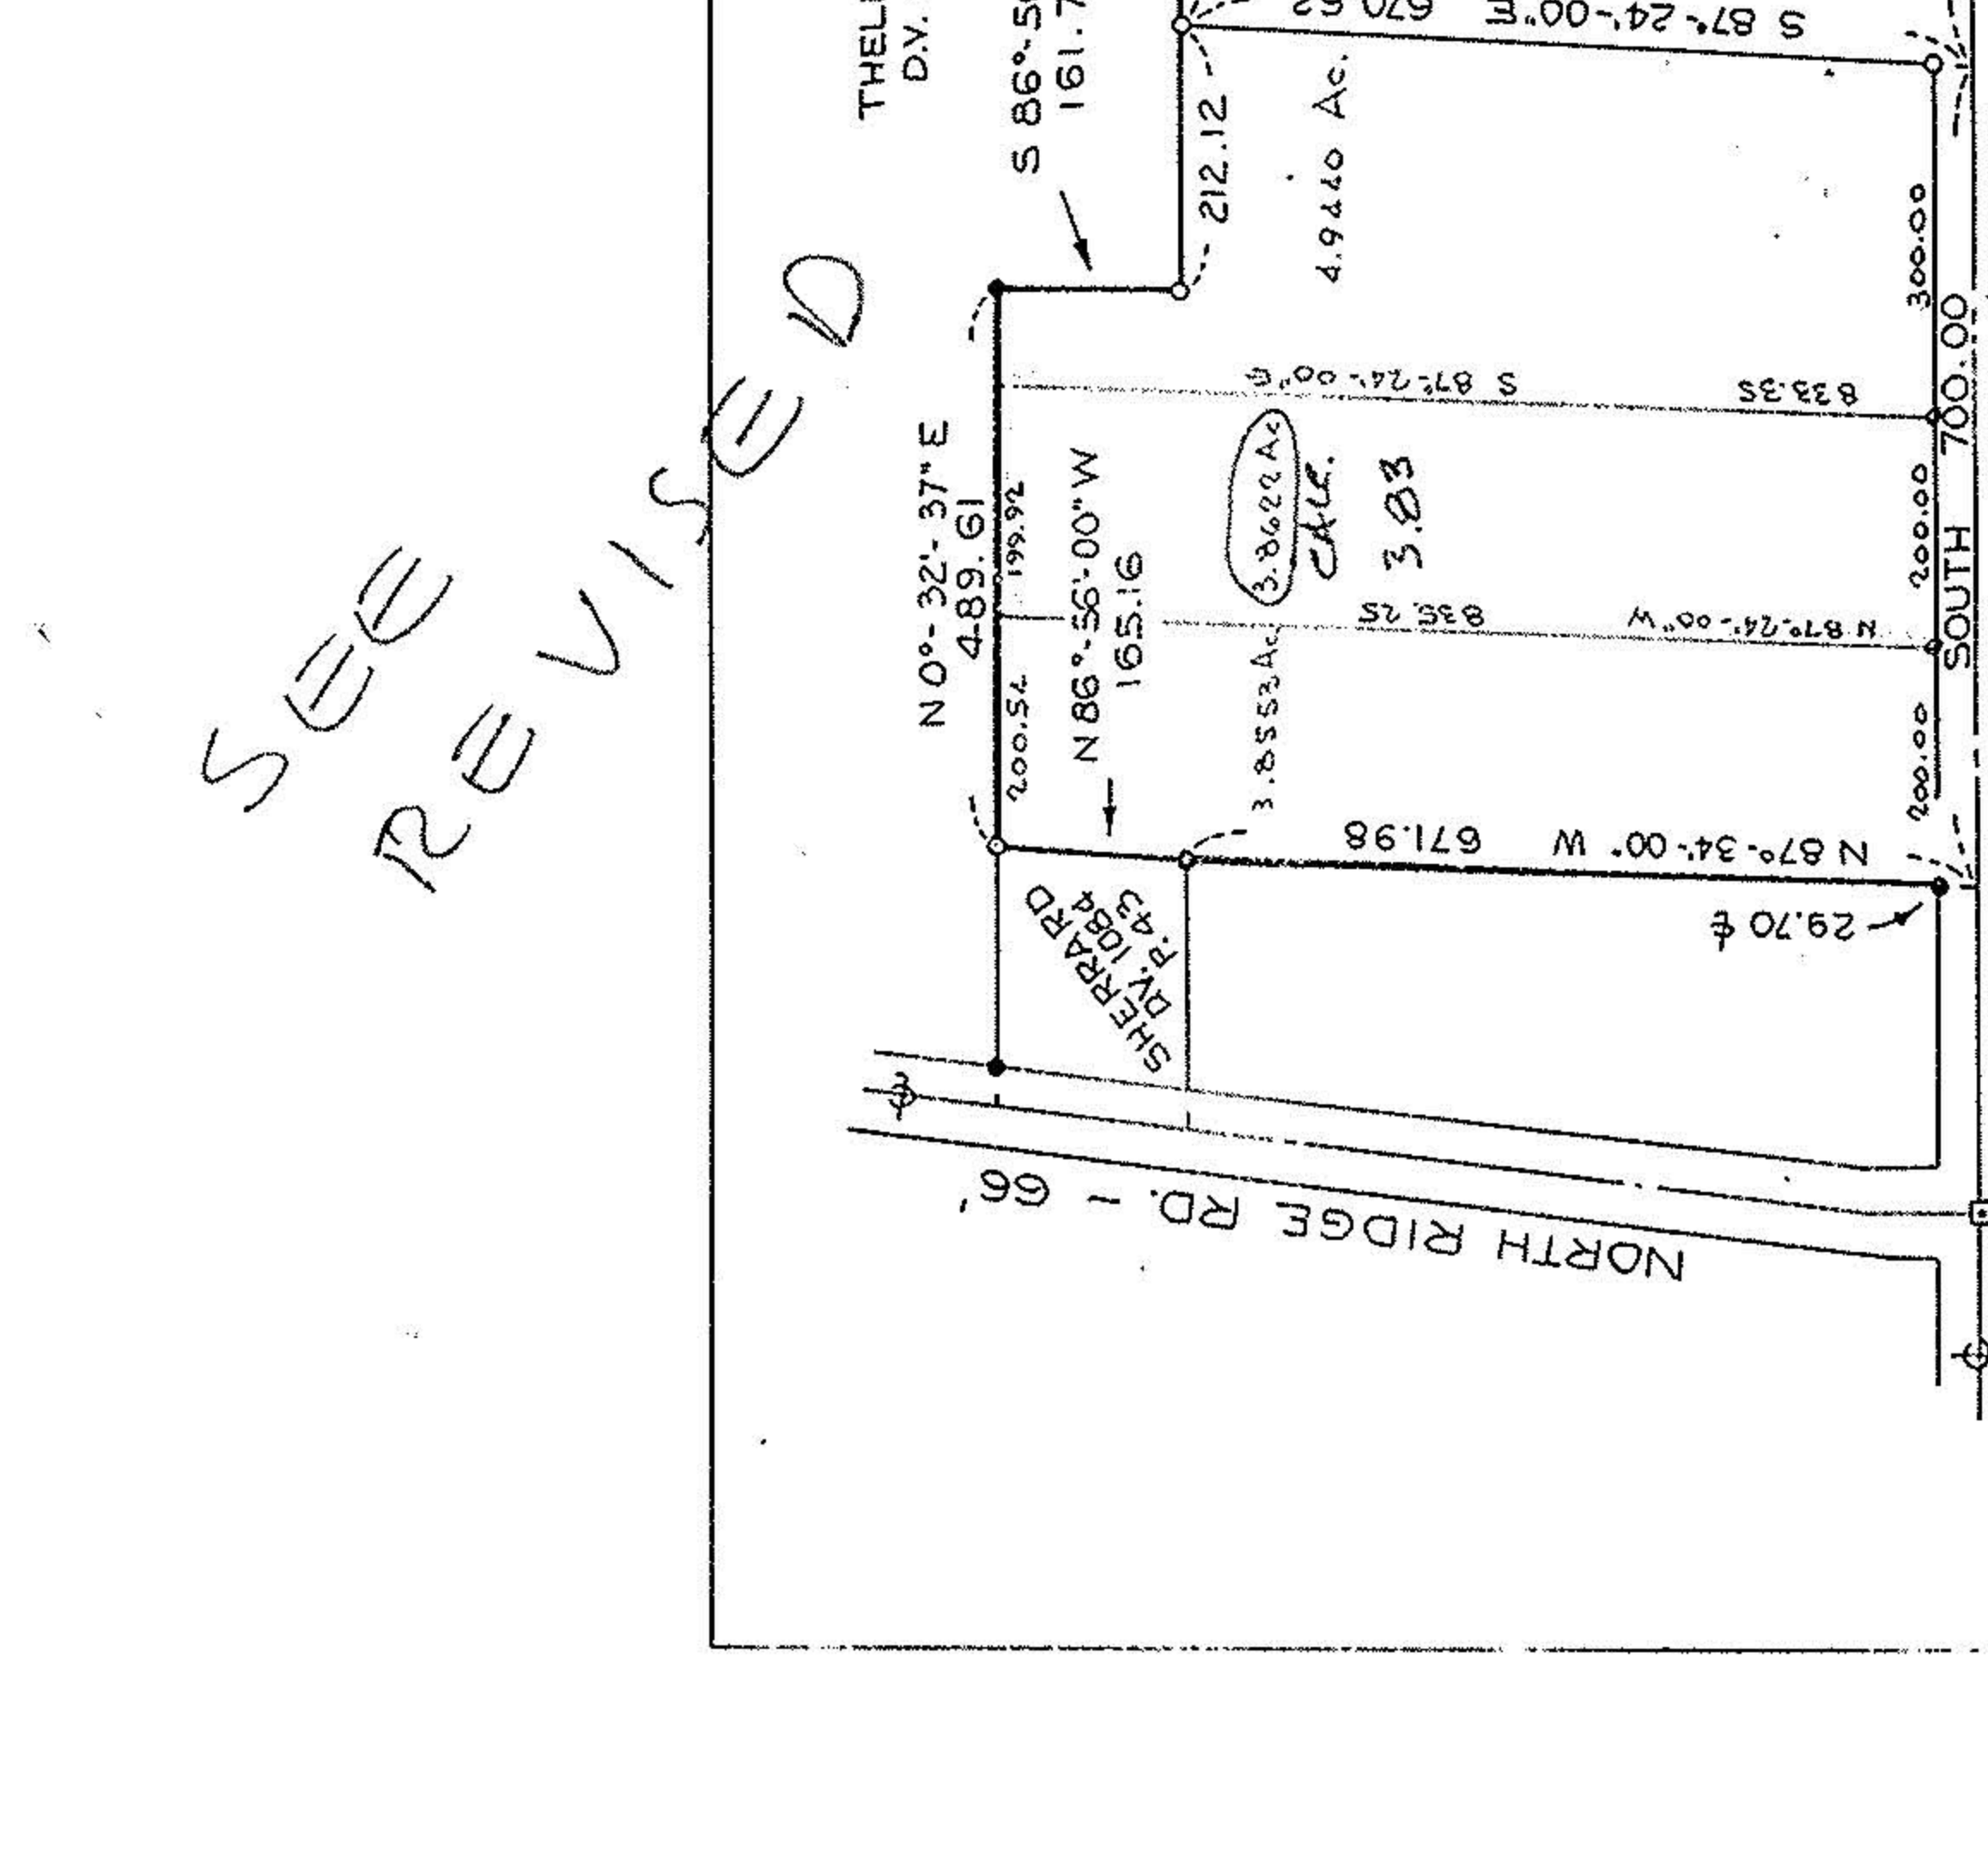 SEE
REVISED
THEL
D.V.
S 86°-5
161.7
212.12
4.9440 Ac.
670.62
S 87°-24'-00" E
300.00
N 0°-32'-37" E
489.61
199.92
200.54
N 86°-56'-00" W
165.16
S 87°-24'-00" E
833.35
3.8622 Ac
CALC.
3.83
835.25
N 87°-24'-00" W
3.8553 Ac.
200.00
200.00
SOUTH 700.00
671.98
N 87°-34'-00" W
29.70 ℄
SHERRARD
D.V. 1084
P. 43
NORTH RIDGE RD. - 66'